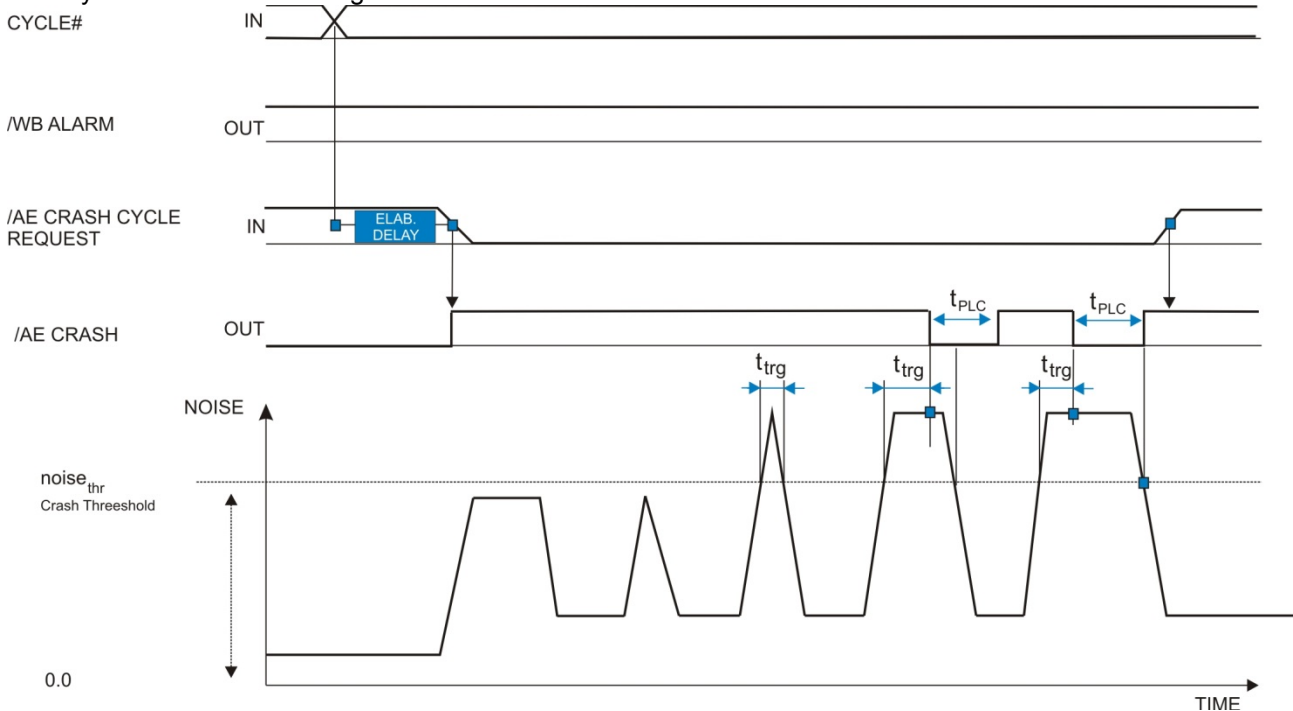 CYCLE# IN
/WB ALARM OUT
/AE CRASH CYCLE
REQUEST
IN
ELAB.
DELAY
/AE CRASH OUT
tPLC
tPLC
ttrg
ttrg
ttrg
NOISE
noisethr
Crash Threeshold
0.0
TIME